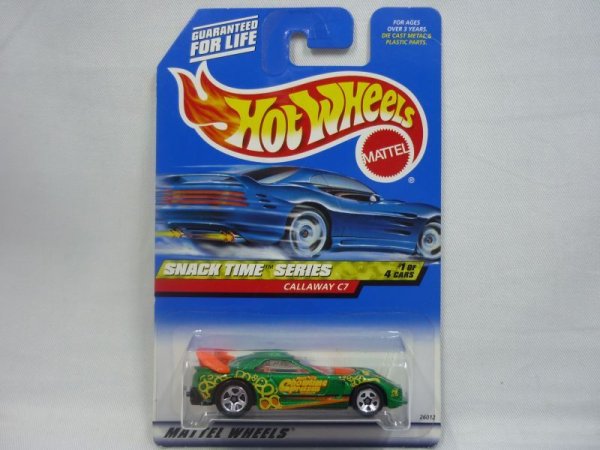 GUARANTEED
FOR LIFE
FOR AGES
OVER 3 YEARS.
DIE CAST METAL &
PLASTIC PARTS.
HOT WHEELS
MATTEL
®
SNACK TIME™ SERIES
#1 OF
4 CARS
CALLAWAY C7
26012
MATTEL WHEELS